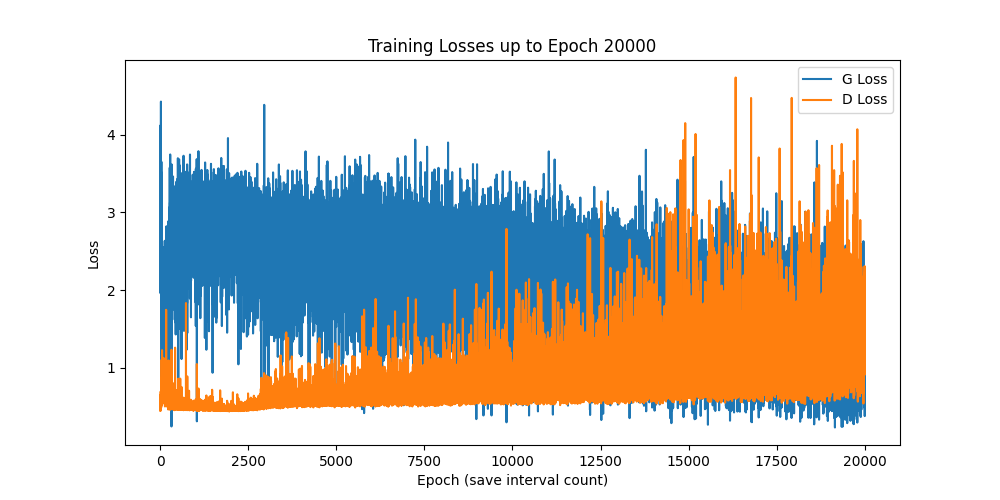 Training Losses up to Epoch 20000
G Loss
D Loss
4
3
2
1
Loss
0 2500 5000 7500 10000 12500 15000 17500 20000
Epoch (save interval count)